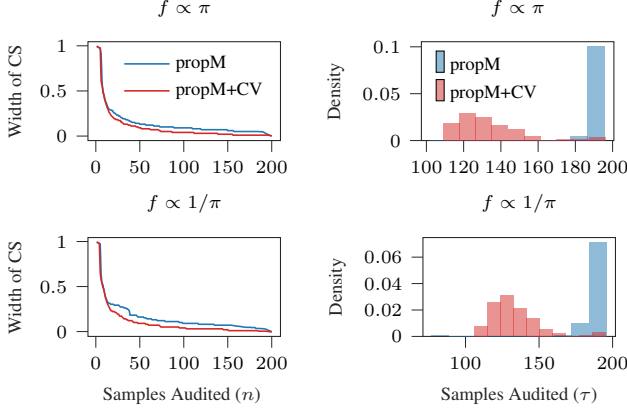 f ∝ π
Width of CS
1
0.5
0
propM
propM+CV
0 50 100 150 200
f ∝ π
Density
0.1
0.05
0
propM
propM+CV
100 120 140 160 180 200
f ∝ 1/π
Width of CS
1
0.5
0
0 50 100 150 200
Samples Audited (n)
f ∝ 1/π
Density
0.06
0.04
0.02
0
100 150 200
Samples Audited (τ)